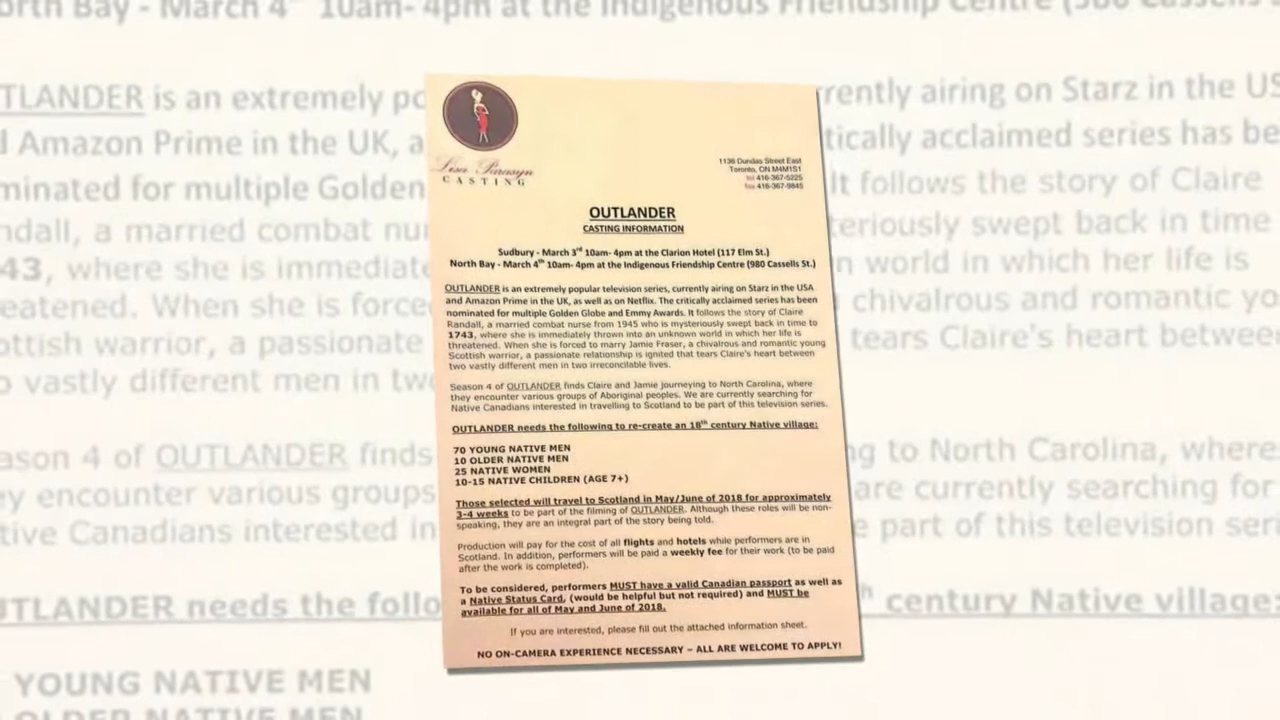 orth Bay - March 4th 10am- 4pm at the Indigenous Friendship Centre (980 Cassells S
TLANDER is an extremely po
rrently airing on Starz in the US
d Amazon Prime in the UK, a
tically acclaimed series has be
minated for multiple Golden
It follows the story of Claire
ndall, a married combat nu
teriously swept back in time
43, where she is immediate
n world in which her life is
eatened. When she is force
chivalrous and romantic yo
ottish warrior, a passionate
tears Claire's heart between
o vastly different men in two
ason 4 of OUTLANDER finds
ng to North Carolina, where
ey encounter various groups
are currently searching for
tive Canadians interested in
e part of this television seri
UTLANDER needs the follo
th century Native village:
YOUNG NATIVE MEN
OLDER NATIVE MEN
Lisa Parasyn
CASTING
1136 Dundas Street East
Toronto, ON M4M1S1
tel 416-367-5225
fax 416-367-9845
OUTLANDER
CASTING INFORMATION
Sudbury - March 3rd 10am- 4pm at the Clarion Hotel (117 Elm St.)
North Bay - March 4th 10am- 4pm at the Indigenous Friendship Centre (980 Cassells St.)
OUTLANDER is an extremely popular television series, currently airing on Starz in the USA
and Amazon Prime in the UK, as well as on Netflix. The critically acclaimed series has been
nominated for multiple Golden Globe and Emmy Awards. It follows the story of Claire
Randall, a married combat nurse from 1945 who is mysteriously swept back in time to
1743, where she is immediately thrown into an unknown world in which her life is
threatened. When she is forced to marry Jamie Fraser, a chivalrous and romantic young
Scottish warrior, a passionate relationship is ignited that tears Claire's heart between
two vastly different men in two irreconcilable lives.
Season 4 of OUTLANDER finds Claire and Jamie journeying to North Carolina, where
they encounter various groups of Aboriginal peoples. We are currently searching for
Native Canadians interested in travelling to Scotland to be part of this television series.
OUTLANDER needs the following to re-create an 18th century Native village:
70 YOUNG NATIVE MEN
10 OLDER NATIVE MEN
25 NATIVE WOMEN
10-15 NATIVE CHILDREN (AGE 7+)
Those selected will travel to Scotland in May/June of 2018 for approximately
3-4 weeks to be part of the filming of OUTLANDER. Although these roles will be non-
speaking, they are an integral part of the story being told.
Production will pay for the cost of all flights and hotels while performers are in
Scotland. In addition, performers will be paid a weekly fee for their work (to be paid
after the work is completed).
To be considered, performers MUST have a valid Canadian passport as well as
a Native Status Card, (would be helpful but not required) and MUST be
available for all of May and June of 2018.
If you are interested, please fill out the attached information sheet.
NO ON-CAMERA EXPERIENCE NECESSARY – ALL ARE WELCOME TO APPLY!